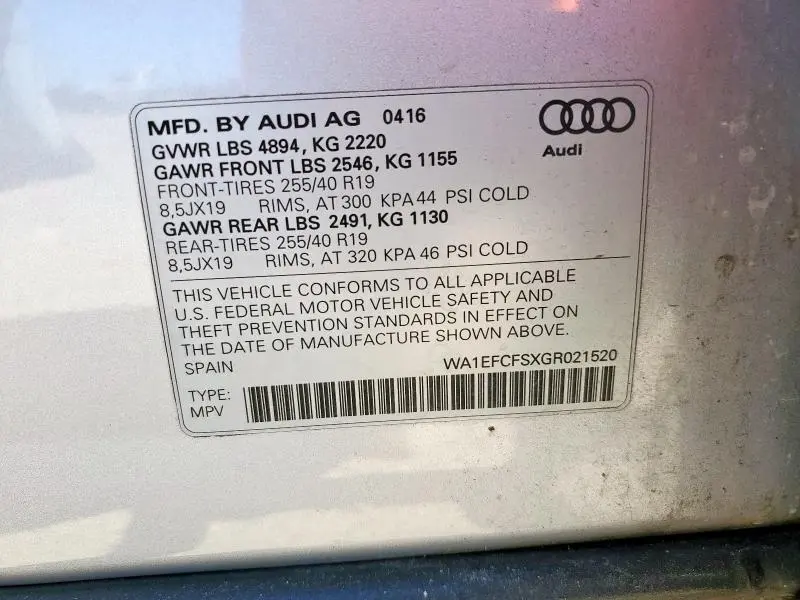 MFD. BY AUDI AG 0416
GVWR LBS 4894, KG 2220
GAWR FRONT LBS 2546, KG 1155
FRONT-TIRES 255/40 R19
8,5JX19 RIMS, AT 300 KPA 44 PSI COLD
GAWR REAR LBS 2491, KG 1130
REAR-TIRES 255/40 R19
8,5JX19 RIMS, AT 320 KPA 46 PSI COLD
Audi
THIS VEHICLE CONFORMS TO ALL APPLICABLE
U.S. FEDERAL MOTOR VEHICLE SAFETY AND
THEFT PREVENTION STANDARDS IN EFFECT ON
THE DATE OF MANUFACTURE SHOWN ABOVE.
SPAIN WA1EFCFSXGR021520
TYPE:
MPV